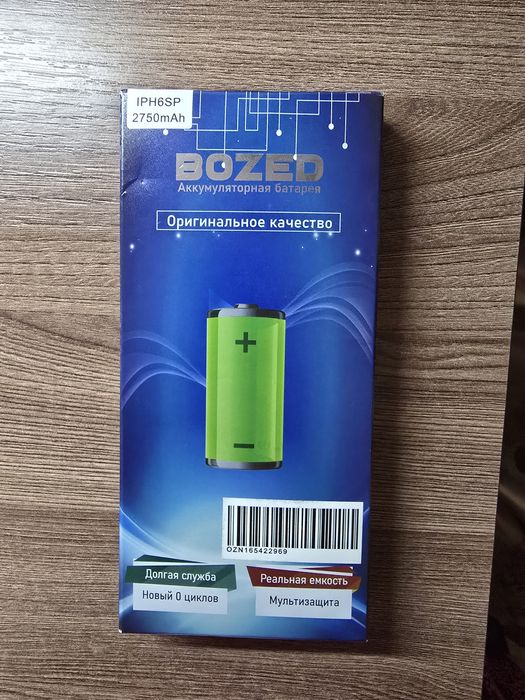 IPH6SP
2750mAh
BOZED
Аккумуляторная батарея
Оригинальное качество
+
−
OZN165422969
Долгая служба
Реальная емкость
Новый 0 циклов
Мультизащита